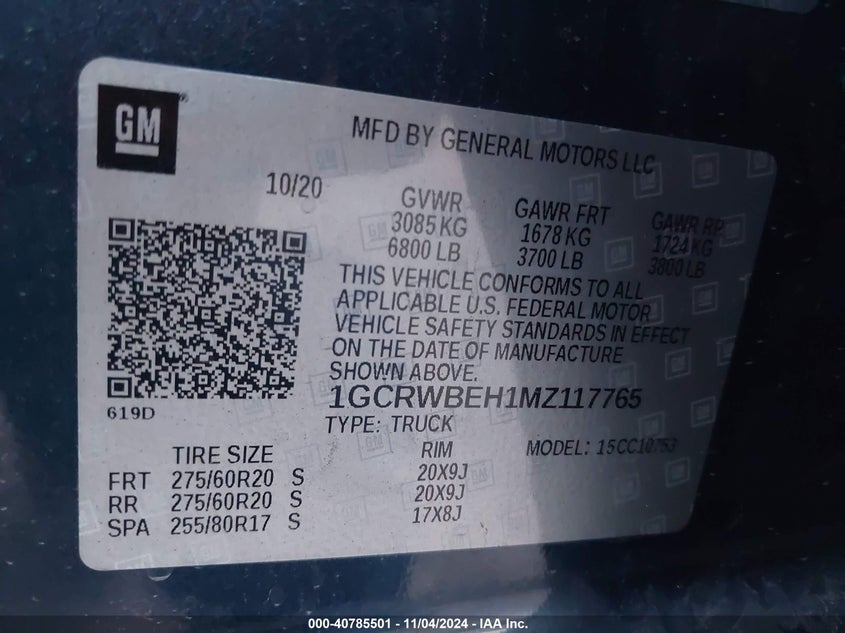 GM®
MFD BY GENERAL MOTORS LLC
10/20
GVWR GAWR FRT GAWR RR
3085 KG 1678 KG 1724 KG
6800 LB 3700 LB 3800 LB
THIS VEHICLE CONFORMS TO ALL
APPLICABLE U.S. FEDERAL MOTOR
VEHICLE SAFETY STANDARDS IN EFFECT
ON THE DATE OF MANUFACTURE
SHOWN ABOVE.
1GCRWBEH1MZ117765
619D
TYPE: TRUCK
TIRE SIZE RIM MODEL: 15CC10753
FRT 275/60R20 S 20X9J
RR 275/60R20 S 20X9J
SPA 255/80R17 S 17X8J
000-40785501 - 11/04/2024 - IAA Inc.